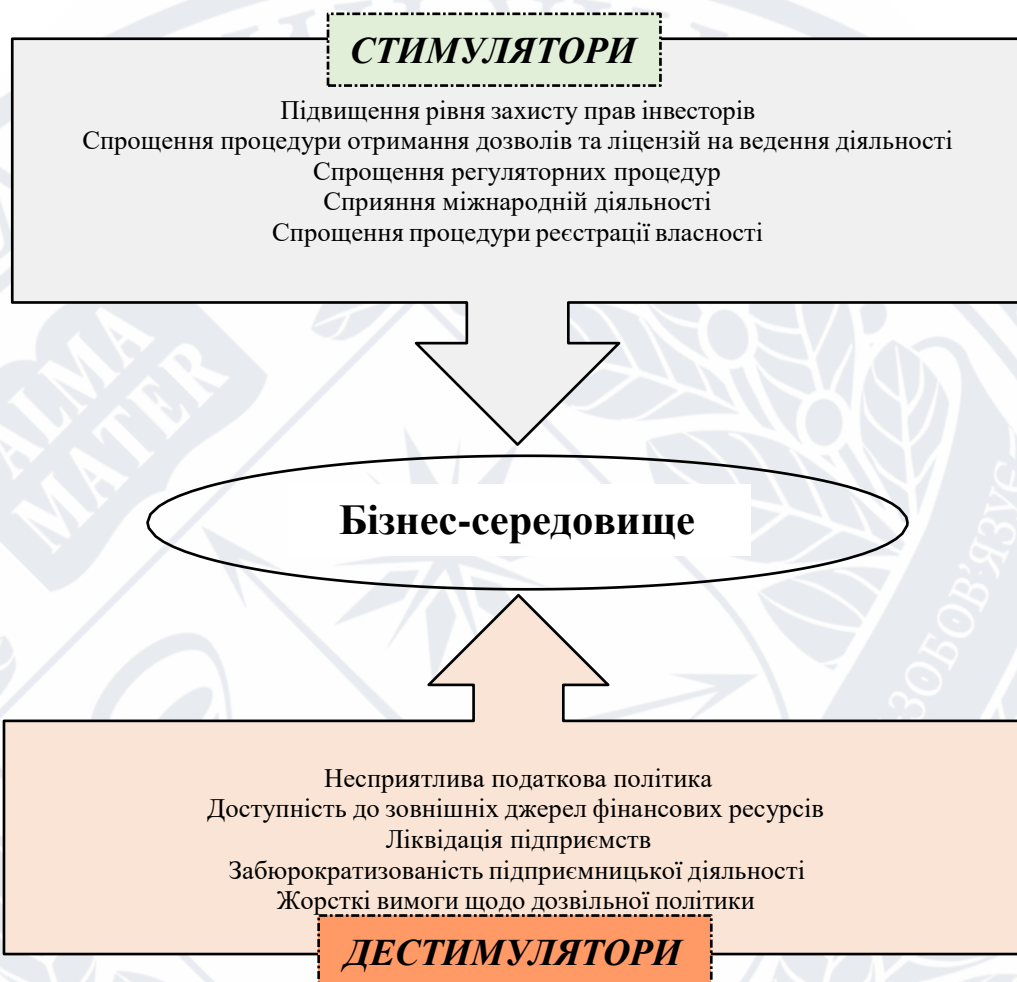 СТИМУЛЯТОРИ
Підвищення рівня захисту прав інвесторів
Спрощення процедури отримання дозволів та ліцензій на ведення діяльності
Спрощення регуляторних процедур
Сприяння міжнародній діяльності
Спрощення процедури реєстрації власності
ALMA
MATER
Бізнес-середовище
ЗОБОВ'ЯЗУЄ
Несприятлива податкова політика
Доступність до зовнішніх джерел фінансових ресурсів
Ліквідація підприємств
Забюрократизованість підприємницької діяльності
Жорсткі вимоги щодо дозвільної політики
ДЕСТИМУЛЯТОРИ